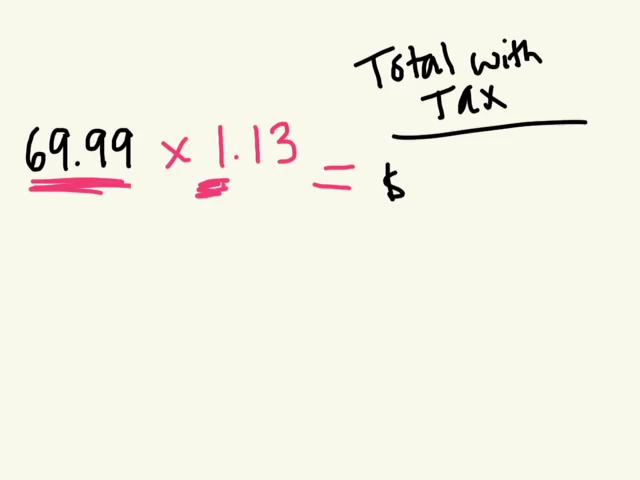 Total with
Tax
69.99 x 1.13 = $